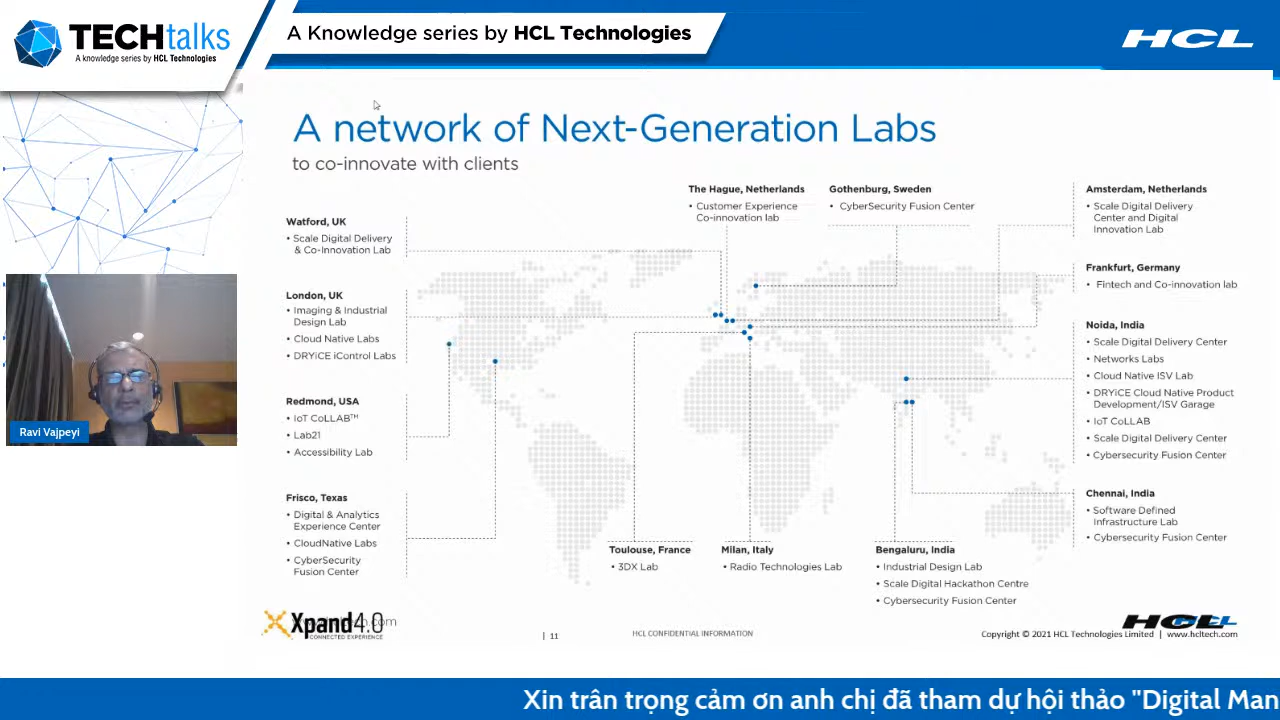 TECHtalks
A knowledge series by HCL Technologies
A Knowledge series by HCL Technologies
HCL
A network of Next-Generation Labs
to co-innovate with clients
Watford, UK
• Scale Digital Delivery
& Co-Innovation Lab
London, UK
• Imaging & Industrial
Design Lab
• Cloud Native Labs
• DRYiCE iControl Labs
Redmond, USA
• IoT CoLLAB™
• Lab21
• Accessibility Lab
Frisco, Texas
• Digital & Analytics
Experience Center
• CloudNative Labs
• CyberSecurity
Fusion Center
The Hague, Netherlands
• Customer Experience
Co-innovation lab
Gothenburg, Sweden
• CyberSecurity Fusion Center
Amsterdam, Netherlands
• Scale Digital Delivery
Center and Digital
Innovation Lab
Frankfurt, Germany
• Fintech and Co-innovation lab
Noida, India
• Scale Digital Delivery Center
• Networks Labs
• Cloud Native ISV Lab
• DRYiCE Cloud Native Product
Development/ISV Garage
• IoT CoLLAB
• Scale Digital Delivery Center
• Cybersecurity Fusion Center
Chennai, India
• Software Defined
Infrastructure Lab
• Cybersecurity Fusion Center
Toulouse, France
• 3DX Lab
Milan, Italy
• Radio Technologies Lab
Bengaluru, India
• Industrial Design Lab
• Scale Digital Hackathon Centre
• Cybersecurity Fusion Center
Ravi Vajpeyi
Xpand4.0
CONNECTED EXPERIENCE
| 11
HCL CONFIDENTIAL INFORMATION
HCL
Copyright © 2021 HCL Technologies Limited | www.hcltech.com
Xin trân trọng cảm ơn anh chị đã tham dự hội thảo "Digital Man